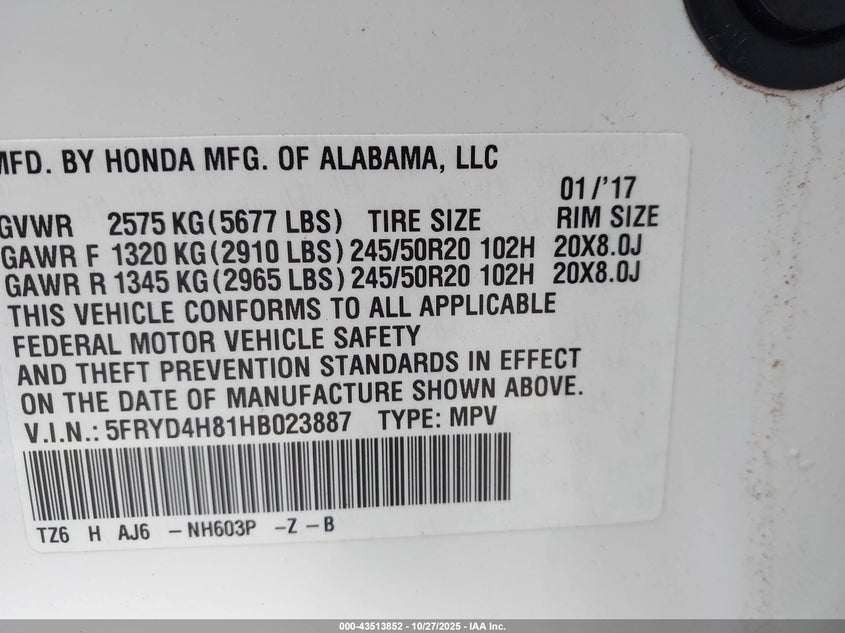 MFD. BY HONDA MFG. OF ALABAMA, LLC
01/'17
GVWR 2575 KG(5677 LBS) TIRE SIZE RIM SIZE
GAWR F 1320 KG(2910 LBS) 245/50R20 102H 20X8.0J
GAWR R 1345 KG(2965 LBS) 245/50R20 102H 20X8.0J
THIS VEHICLE CONFORMS TO ALL APPLICABLE
FEDERAL MOTOR VEHICLE SAFETY
AND THEFT PREVENTION STANDARDS IN EFFECT
ON THE DATE OF MANUFACTURE SHOWN ABOVE.
V.I.N.: 5FRYD4H81HB023887 TYPE: MPV
TZ6 H AJ6 -NH603P -Z -B
000-43513852 | 10/27/2025 - IAA Inc.